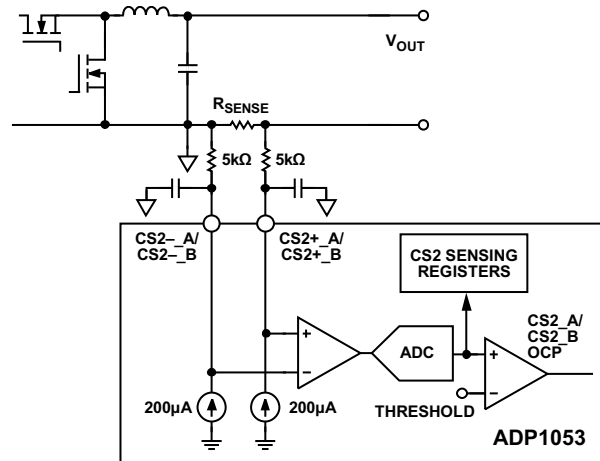 VOUT
RSENSE
5kΩ
5kΩ
CS2–_A/
CS2–_B
CS2+_A/
CS2+_B
CS2 SENSING
REGISTERS
CS2_A/
CS2_B
OCP
+
–
ADC
+
–
200µA
200µA
THRESHOLD
ADP1053